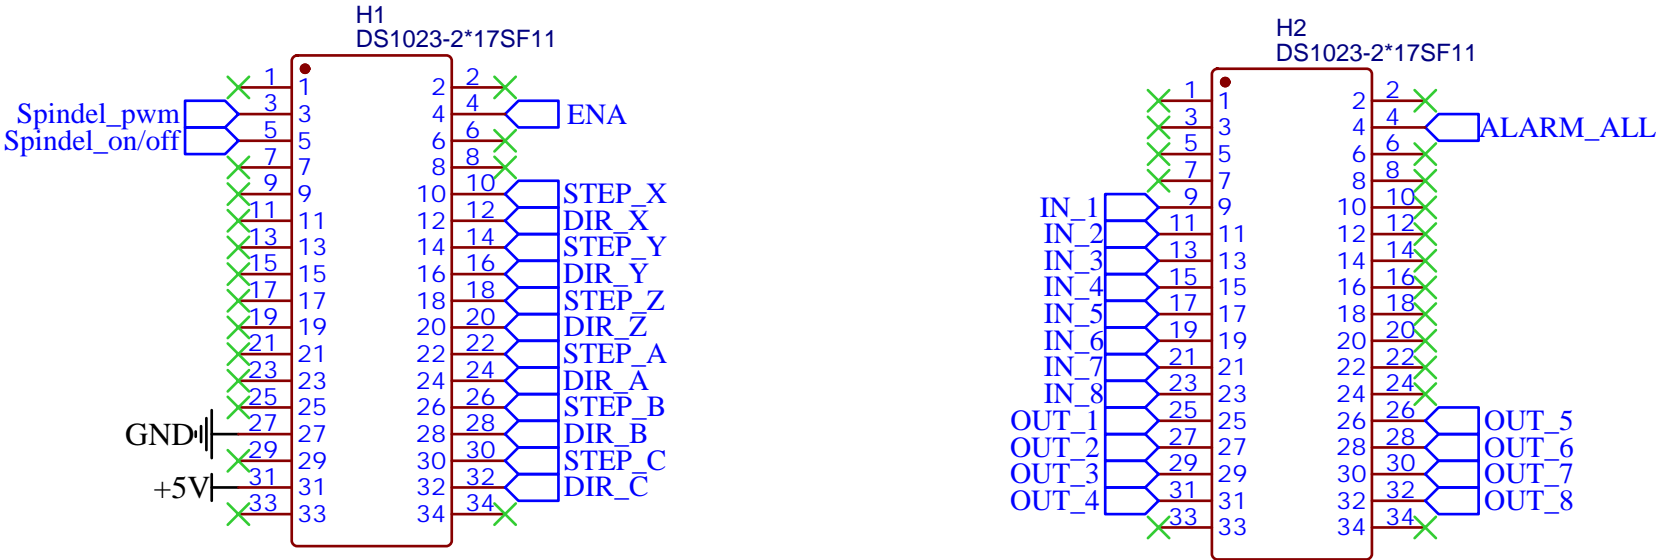 H1
DS1023-2*17SF11
1 1 2 2
Spindel_pwm 3 3 4 4 ENA
Spindel_on/off 5 5 6 6
7 7 8 8
9 9 10 10 STEP_X
11 11 12 12 DIR_X
13 13 14 14 STEP_Y
15 15 16 16 DIR_Y
17 17 18 18 STEP_Z
19 19 20 20 DIR_Z
21 21 22 22 STEP_A
23 23 24 24 DIR_A
25 25 26 26 STEP_B
GND 27 27 28 28 DIR_B
29 29 30 30 STEP_C
+5V 31 31 32 32 DIR_C
33 33 34 34
H2
DS1023-2*17SF11
1 1 2 2
3 3 4 4 ALARM_ALL
5 5 6 6
7 7 8 8
IN_1 9 9 10 10
IN_2 11 11 12 12
IN_3 13 13 14 14
IN_4 15 15 16 16
IN_5 17 17 18 18
IN_6 19 19 20 20
IN_7 21 21 22 22
IN_8 23 23 24 24
OUT_1 25 25 26 26 OUT_5
OUT_2 27 27 28 28 OUT_6
OUT_3 29 29 30 30 OUT_7
OUT_4 31 31 32 32 OUT_8
33 33 34 34